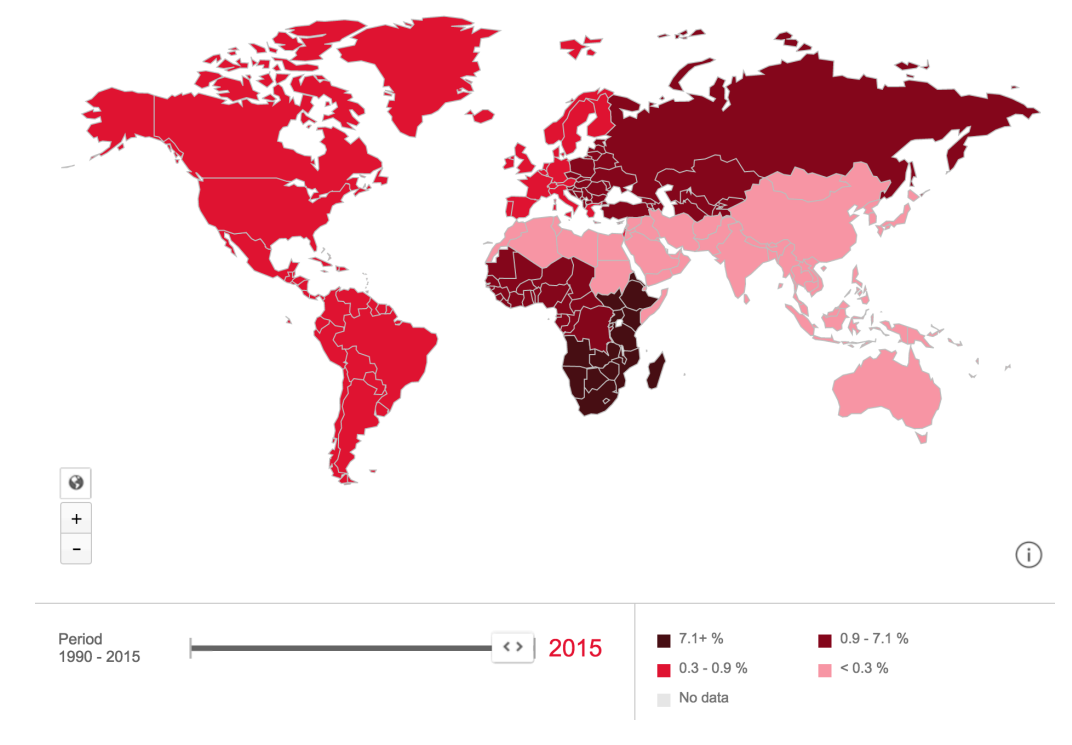 +
-
i
Period
1990 - 2015
< >
2015
7.1+ %
0.9 - 7.1 %
0.3 - 0.9 %
< 0.3 %
No data